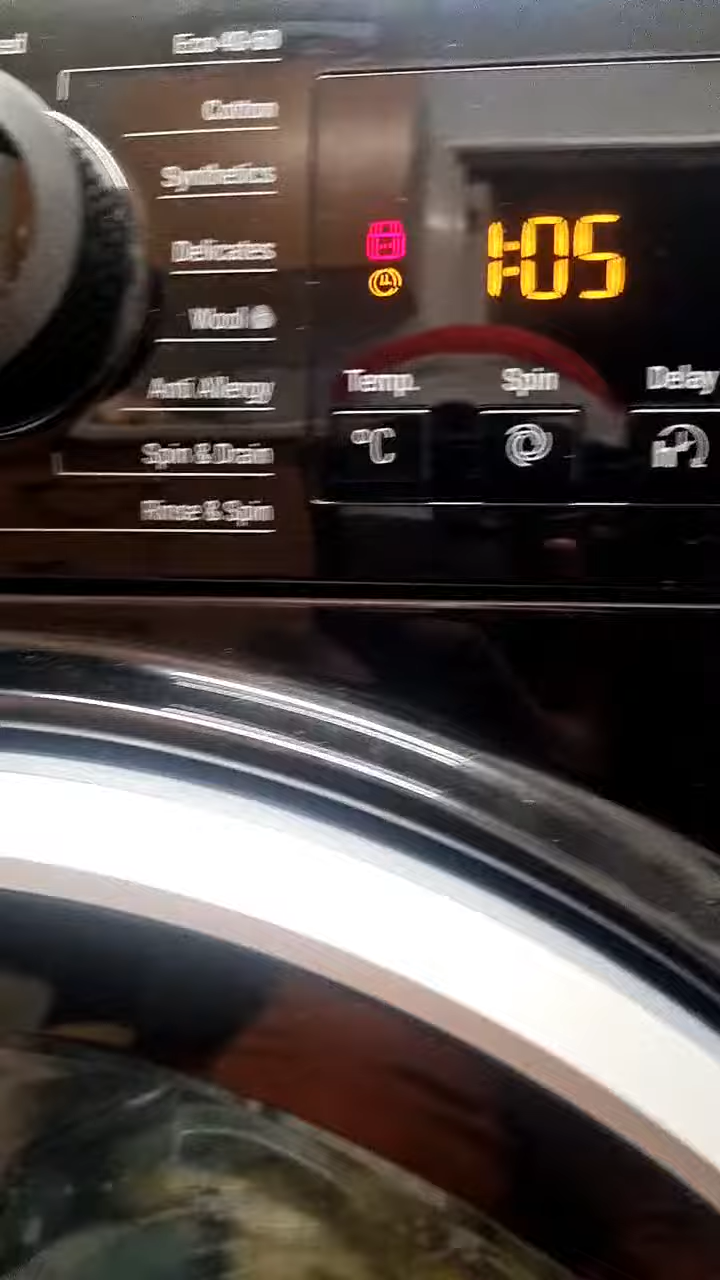 Eco 40-60
Cotton
Synthetics
Delicates
Wool
Anti Allergy
Spin & Drain
Rinse & Spin
1:05
Temp. Spin Delay
°C